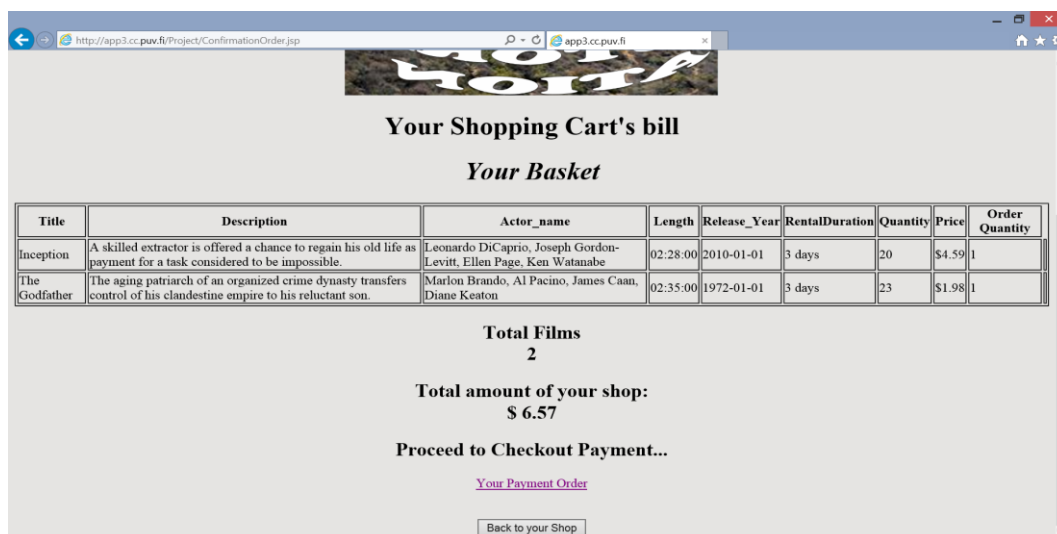 http://app3.cc.puv.fi/Project/ConfirmationOrder.jsp
app3.cc.puv.fi
Your Shopping Cart's bill
Your Basket
Title Description Actor_name Length Release_Year RentalDuration Quantity Price Order
Quantity
Inception A skilled extractor is offered a chance to regain his old life as Leonardo DiCaprio, Joseph Gordon- 02:28:00 2010-01-01 3 days 20 $4.59 1
payment for a task considered to be impossible. Levitt, Ellen Page, Ken Watanabe
The The aging patriarch of an organized crime dynasty transfers Marlon Brando, Al Pacino, James Caan, 02:35:00 1972-01-01 3 days 23 $1.98 1
Godfather control of his clandestine empire to his reluctant son. Diane Keaton
Total Films
2
Total amount of your shop:
$ 6.57
Proceed to Checkout Payment...
Your Payment Order
Back to your Shop